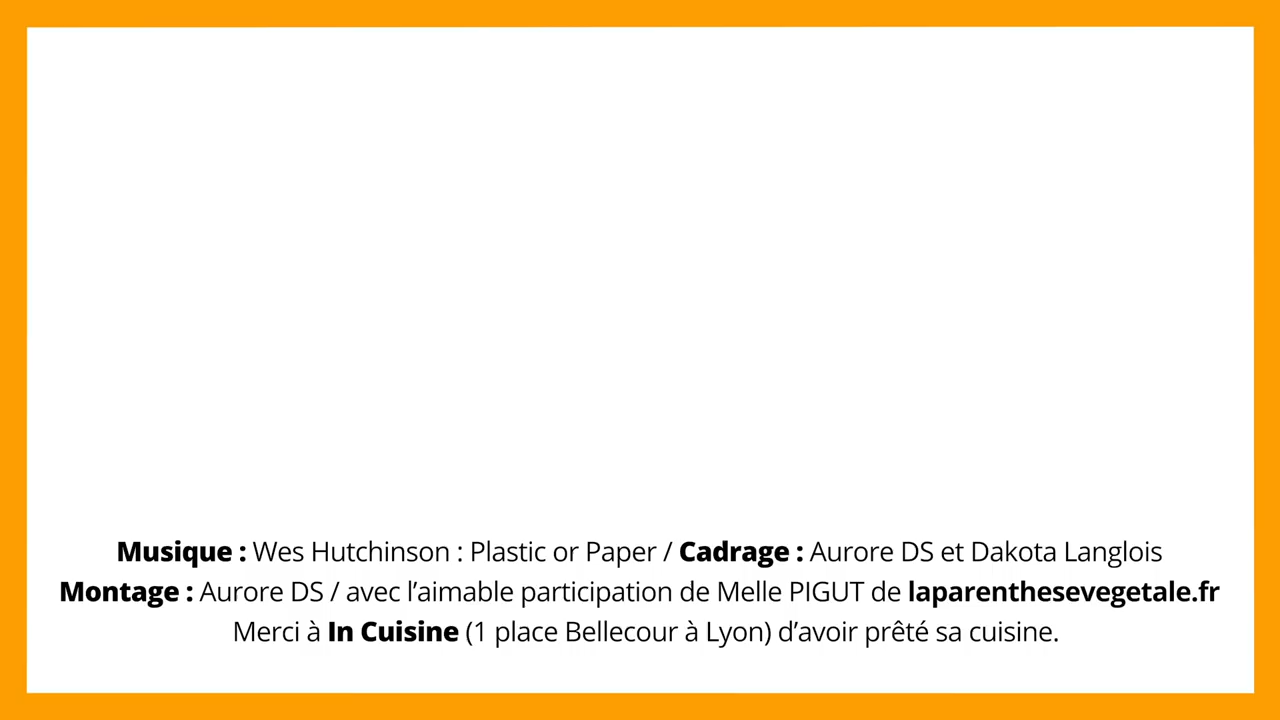 Musique : Wes Hutchinson : Plastic or Paper / Cadrage : Aurore DS et Dakota Langlois
Montage : Aurore DS / avec l’aimable participation de Melle PIGUT de laparenthesevegetale.fr
Merci à In Cuisine (1 place Bellecour à Lyon) d’avoir prêté sa cuisine.